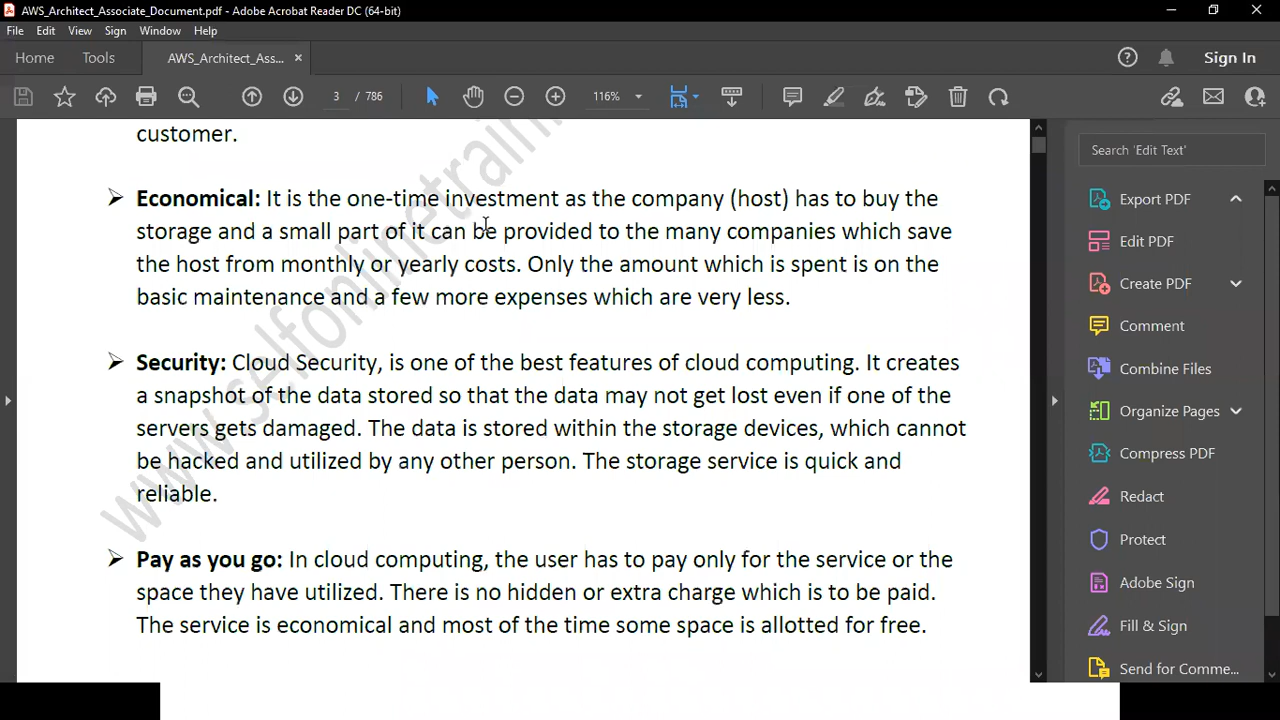 AWS_Architect_Associate_Document.pdf - Adobe Acrobat Reader DC (64-bit)
File Edit View Sign Window Help
Home Tools AWS_Architect_Ass... × Sign In
3 / 786 116%
customer.
➢ Economical: It is the one-time investment as the company (host) has to buy the
storage and a small part of it can be provided to the many companies which save
the host from monthly or yearly costs. Only the amount which is spent is on the
basic maintenance and a few more expenses which are very less.
➢ Security: Cloud Security, is one of the best features of cloud computing. It creates
a snapshot of the data stored so that the data may not get lost even if one of the
servers gets damaged. The data is stored within the storage devices, which cannot
be hacked and utilized by any other person. The storage service is quick and
reliable.
➢ Pay as you go: In cloud computing, the user has to pay only for the service or the
space they have utilized. There is no hidden or extra charge which is to be paid.
The service is economical and most of the time some space is allotted for free.
www.selfonlinetraini
Search 'Edit Text'
Export PDF
Edit PDF
Create PDF
Comment
Combine Files
Organize Pages
Compress PDF
Redact
Protect
Adobe Sign
Fill & Sign
Send for Comme...